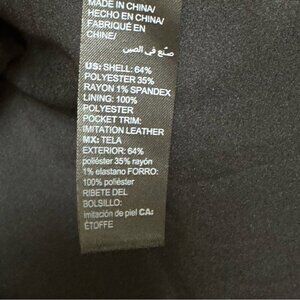 MADE IN CHINA/
HECHO EN CHINA/
FABRIQUÉ EN
CHINE/
صنع في الصين
US: SHELL: 64%
POLYESTER 35%
RAYON 1% SPANDEX
LINING: 100%
POLYESTER
POCKET TRIM:
IMITATION LEATHER
MX: TELA
EXTERIOR: 64%
poliéster 35% rayón
1% elastano FORRO:
100% poliéster
RIBETE DEL
BOLSILLO:
imitación de piel CA:
ÉTOFFE